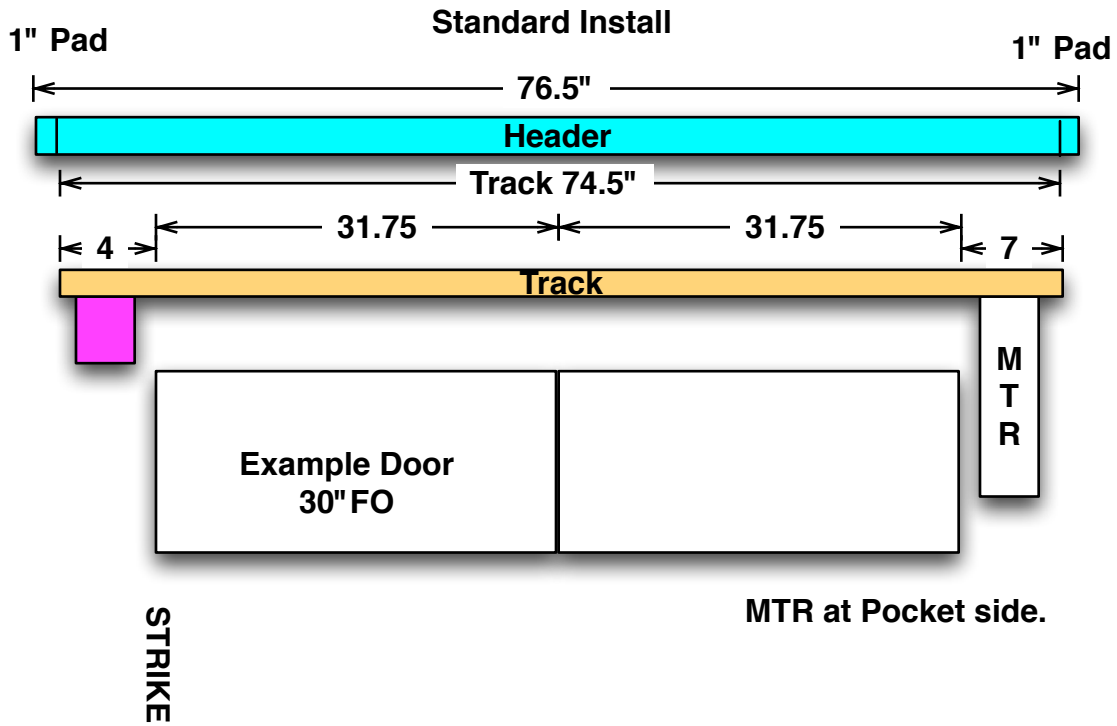 Standard Install
1" Pad
1" Pad
76.5"
Header
Track 74.5"
31.75
31.75
4
7
Track
M
T
R
Example Door
30" FO
MTR at Pocket side.
STRIKE